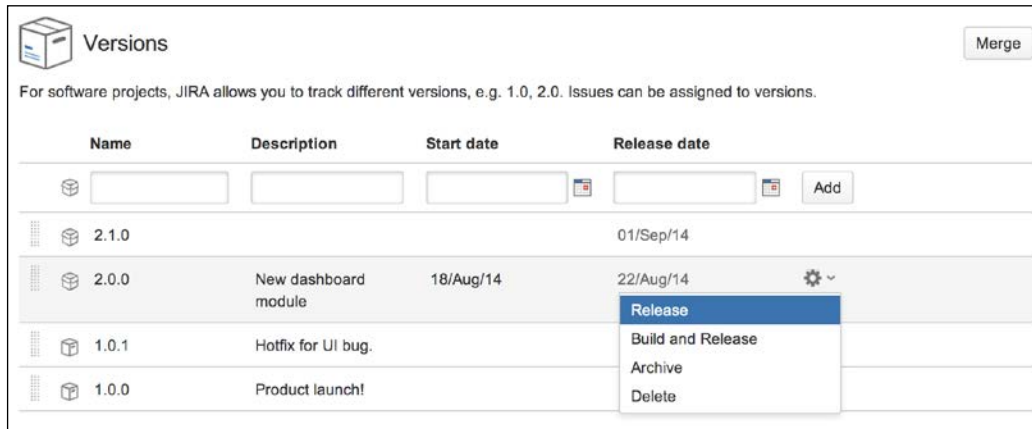 Versions
Merge
For software projects, JIRA allows you to track different versions, e.g. 1.0, 2.0. Issues can be assigned to versions.
Name Description Start date Release date
Add
2.1.0 01/Sep/14
2.0.0 New dashboard 18/Aug/14 22/Aug/14
module
Release
Build and Release
1.0.1 Hotfix for UI bug.
Archive
1.0.0 Product launch!
Delete